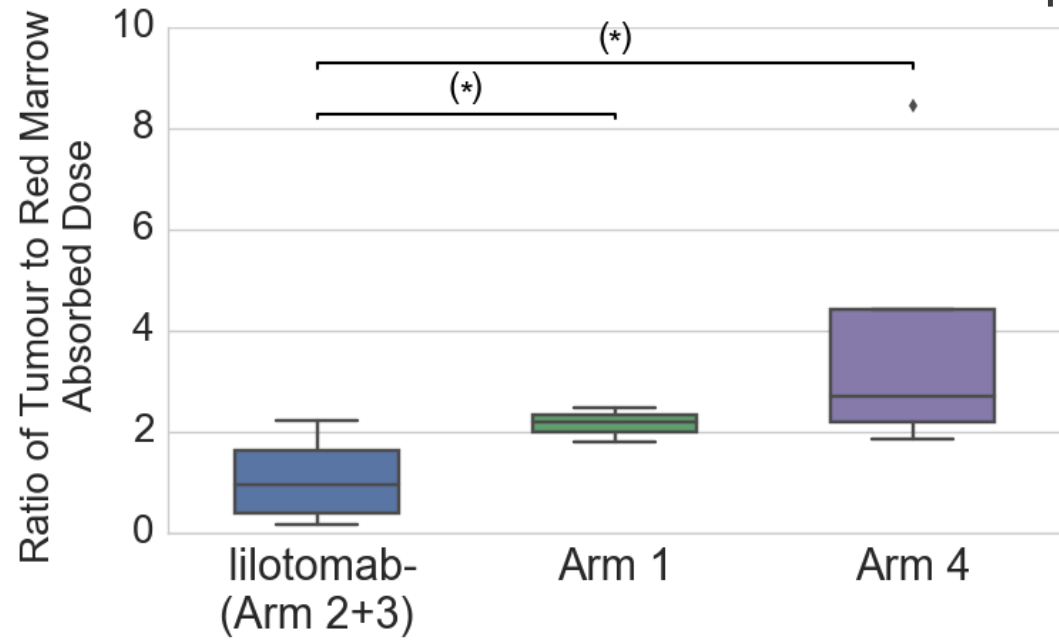 Ratio of Tumour to Red Marrow
Absorbed Dose
10
8
6
4
2
0
(*)
(*)
lilotomab-
(Arm 2+3)
Arm 1
Arm 4